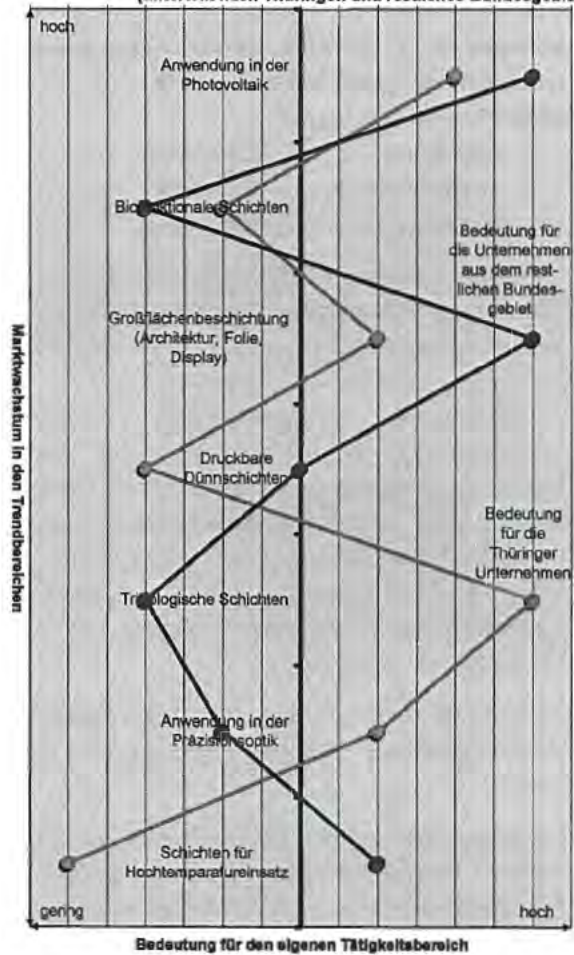 hoch
Anwendung in der
Photovoltaik
Schichten
Bedeutung für
die Unternehmen
aus dem rest-
lichen Bundes-
gebiet
Großflächenbeschichtung
(Architektur, Folie,
Display)
Druckbare
Dünnschichten
Bedeutung
für die
Thüringer
Unternehmen
Schichten
Anwendung in der
Präzisionsoptik
Schichten für
Hochtemperatureinsatz
gering
hoch
Marktwachstum in den Trendbereichen
Bedeutung für den eigenen Tätigkeitsbereich